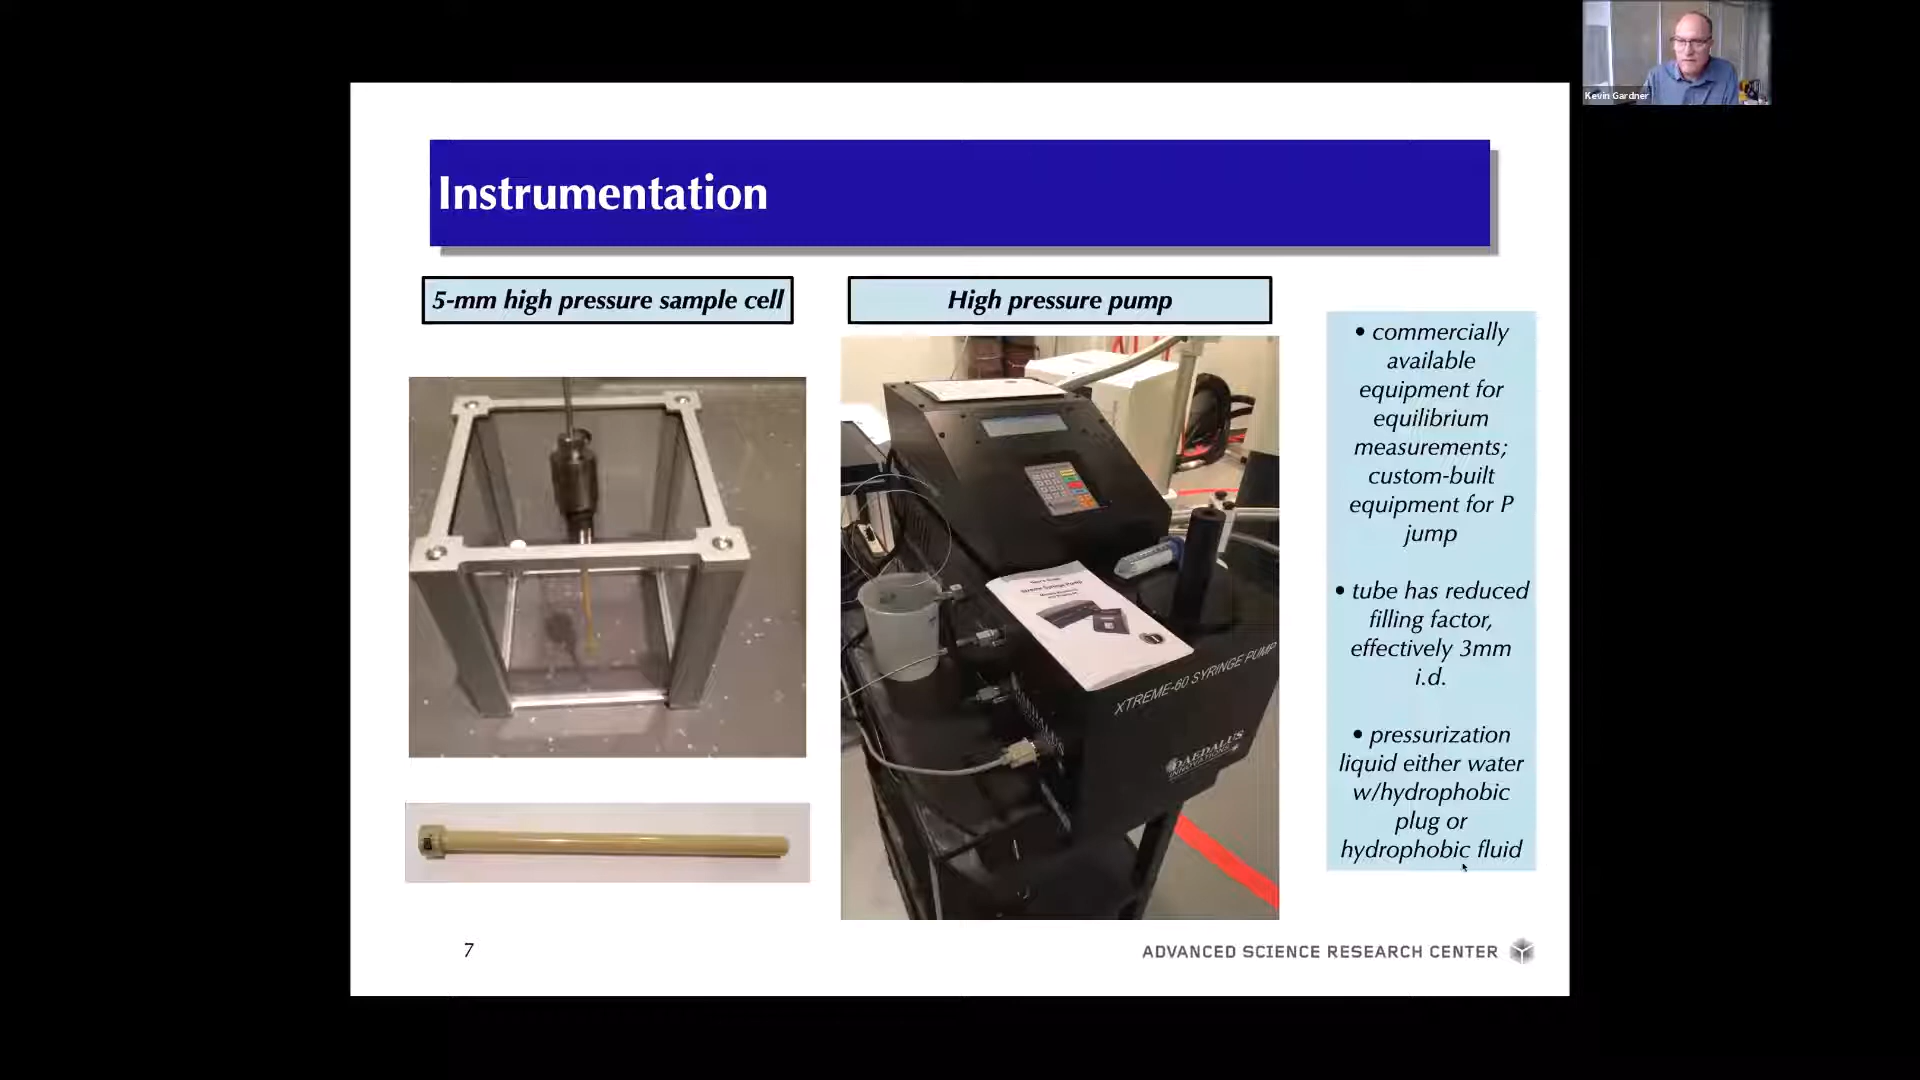 Kevin Gardner
Instrumentation
5-mm high pressure sample cell
High pressure pump
• commercially
available
equipment for
equilibrium
measurements;
custom-built
equipment for P
jump
• tube has reduced
filling factor,
effectively 3mm
i.d.
• pressurization
liquid either water
w/hydrophobic
plug or
hydrophobic fluid
XTREME-60 SYRINGE PUMP
DAEDALUS
INNOVATIONS
7
ADVANCED SCIENCE RESEARCH CENTER